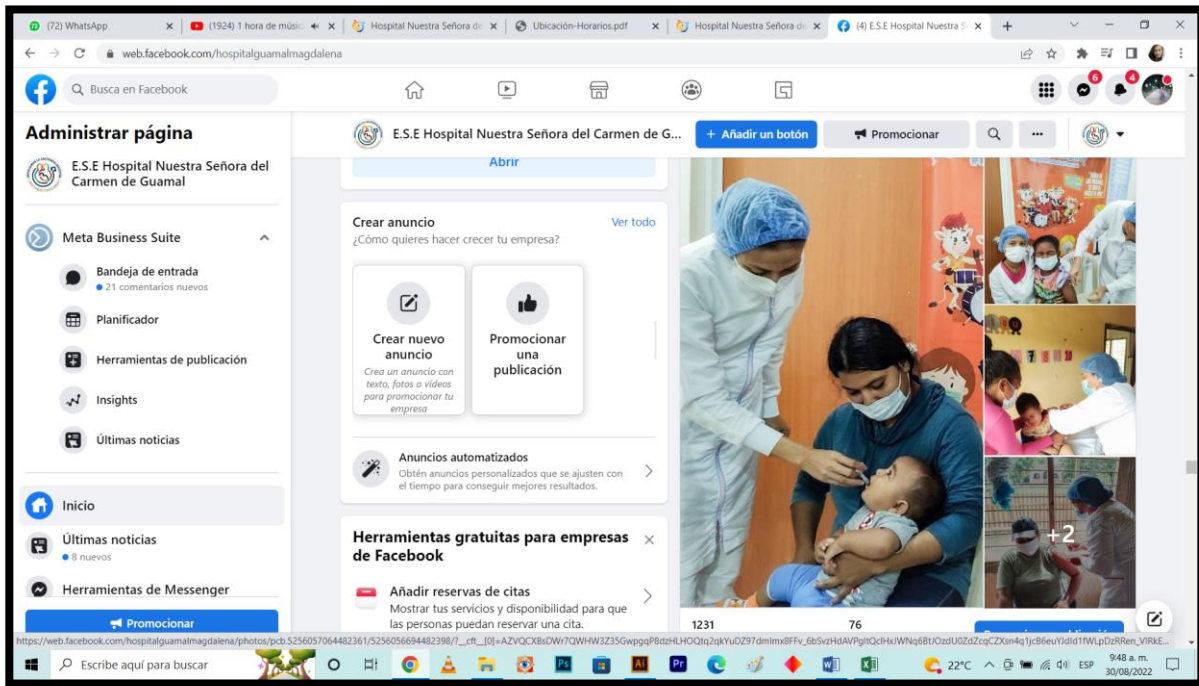 (72) WhatsApp
(1924) 1 hora de músic
Hospital Nuestra Señora de
Ubicación-Horarios.pdf
Hospital Nuestra Señora de
(4) E.S.E Hospital Nuestra S
web.facebook.com/hospitalguamalmagdalena
Busca en Facebook
6
4
Administrar página
E.S.E Hospital Nuestra Señora del
Carmen de Guamal
Meta Business Suite
Bandeja de entrada
21 comentarios nuevos
Planificador
Herramientas de publicación
Insights
Últimas noticias
Inicio
Últimas noticias
8 nuevos
Herramientas de Messenger
Promocionar
E.S.E Hospital Nuestra Señora del Carmen de G...
+ Añadir un botón
Promocionar
Abrir
Crear anuncio
Ver todo
¿Cómo quieres hacer crecer tu empresa?
Crear nuevo
anuncio
Crea un anuncio con
texto, fotos o vídeos
para promocionar tu
empresa
Promocionar
una
publicación
Anuncios automatizados
Obtén anuncios personalizados que se ajusten con
el tiempo para conseguir mejores resultados.
Herramientas gratuitas para empresas
de Facebook
Añadir reservas de citas
Mostrar tus servicios y disponibilidad para que
las personas puedan reservar una cita.
+2
1231
76
Escribe aquí para buscar
22°C
ESP
9:48 a. m.
30/08/2022